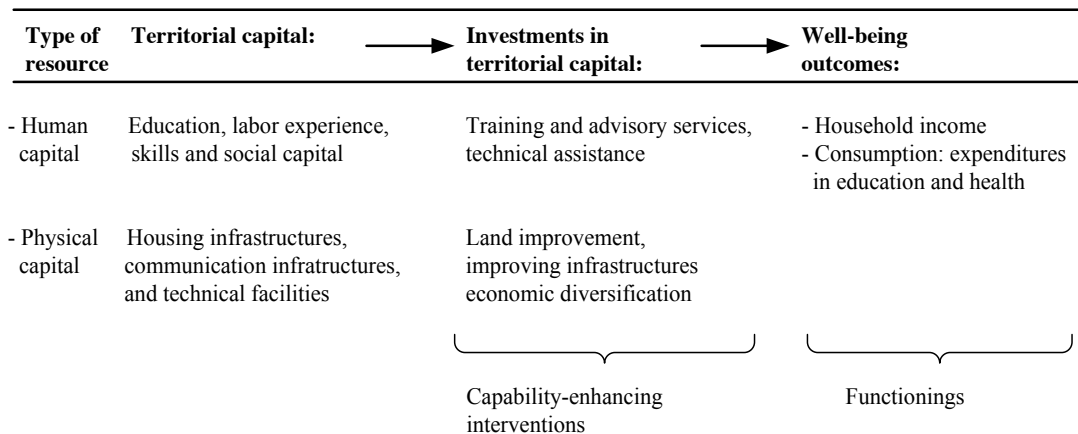 Type of resource
Territorial capital:
Investments in
territorial capital:
Well-being
outcomes:
- Human
capital
Education, labor experience,
skills and social capital
Training and advisory services,
technical assistance
- Household income
- Consumption: expenditures
in education and health
- Physical
capital
Housing infrastructures,
communication infratructures,
and technical facilities
Land improvement,
improving infrastructures
economic diversification
Capability-enhancing
interventions
Functionings